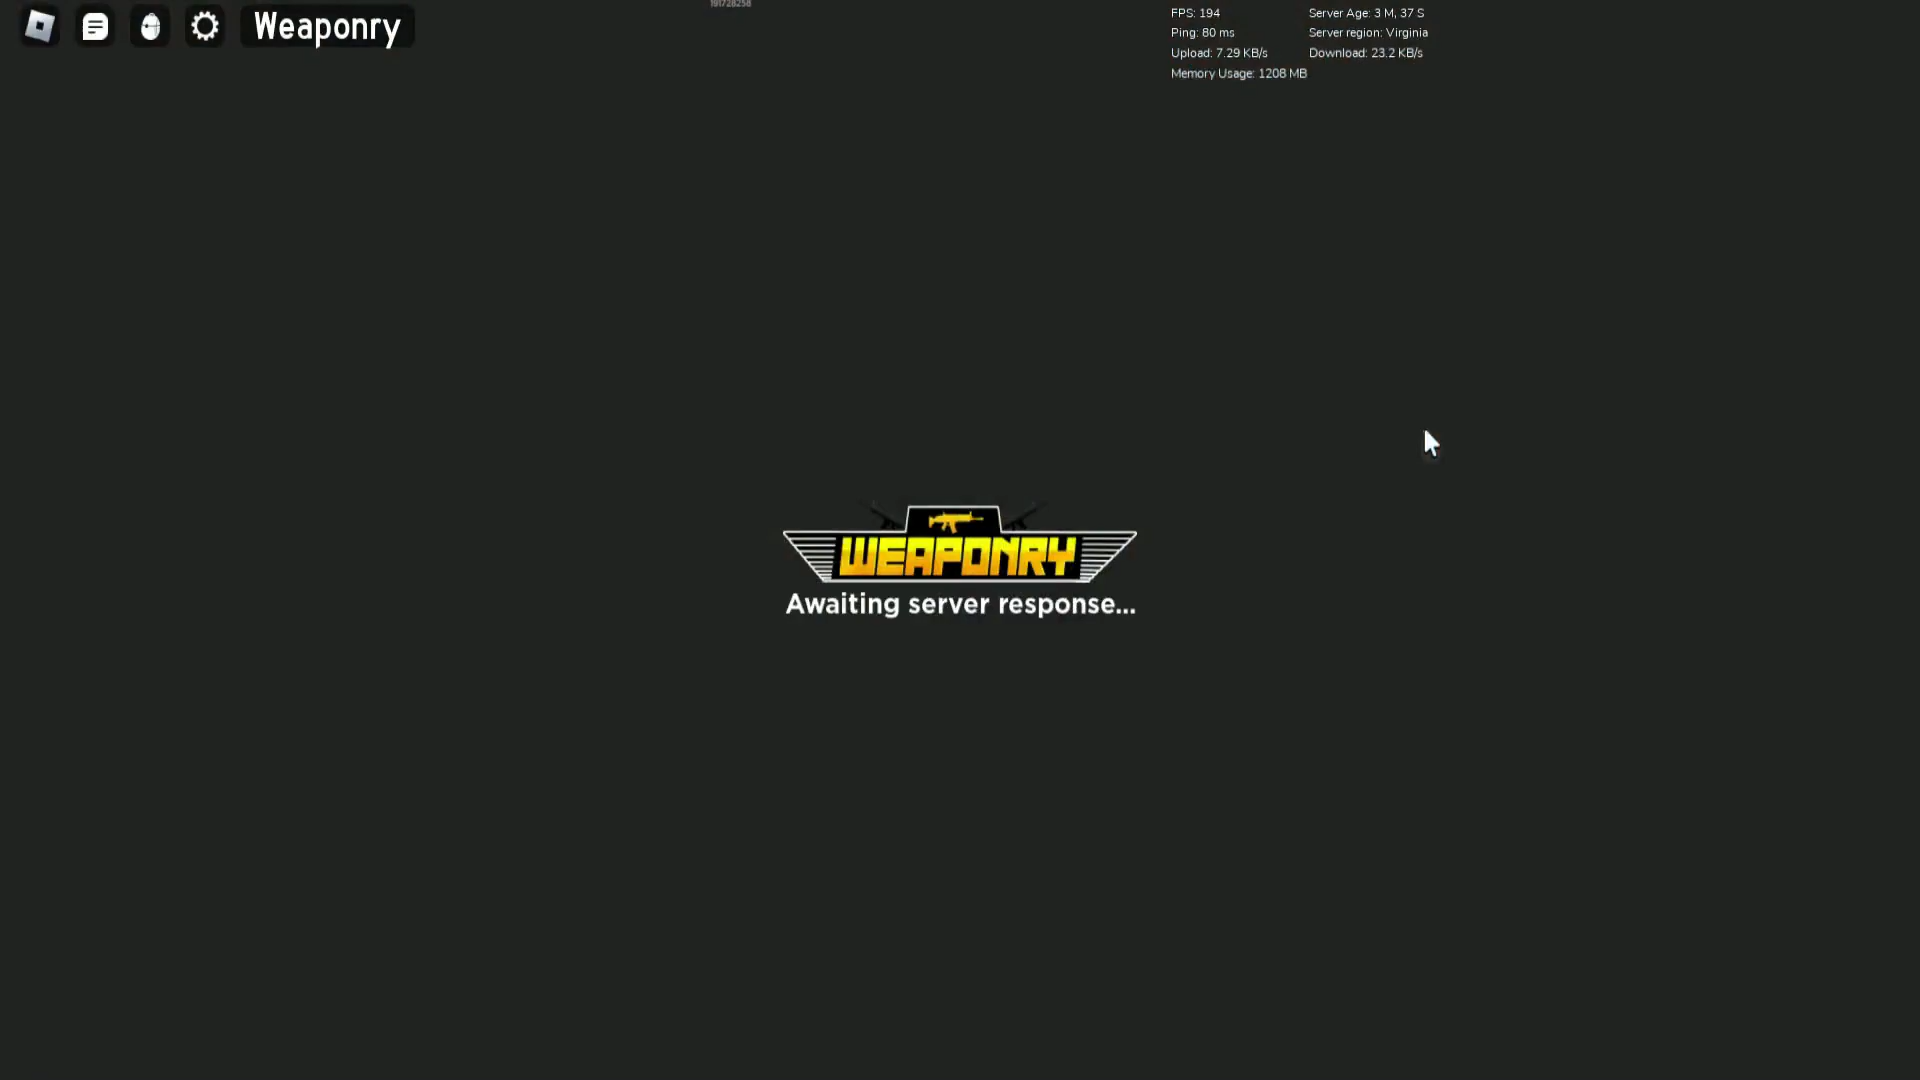 Weaponry
191728258
FPS: 194
Server Age: 3 M, 37 S
Ping: 80 ms
Server region: Virginia
Upload: 7.29 KB/s
Download: 23.2 KB/s
Memory Usage: 1208 MB
WEAPONRY
Awaiting server response...